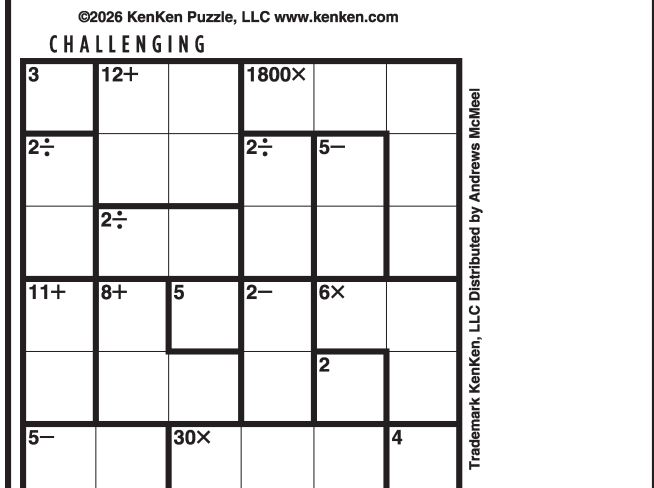 ©2026 KenKen Puzzle, LLC www.kenken.com
CHALLENGING
3 12+ 1800×
2÷ 2÷ 5−
2÷
11+ 8+ 5 2− 6×
2
5− 30× 4
Trademark KenKen, LLC Distributed by Andrews McMeel